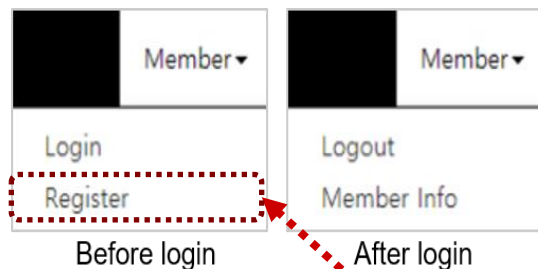 Member▾
Login
Register
Before login
Member▾
Logout
Member Info
After login